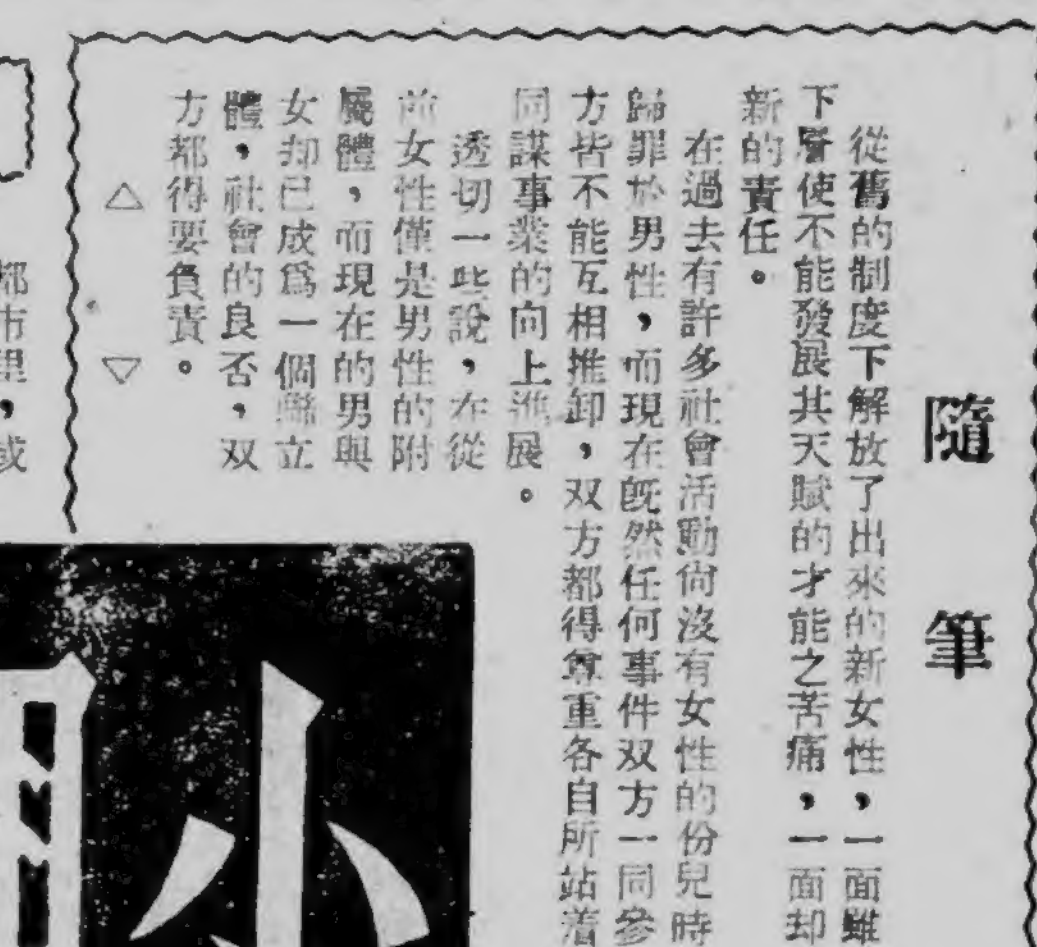 隨筆
從舊的制度下解放了出來的新女性，一面雖
下層使不能發展其天賦的才能之苦痛，一面却
新的責任。
在過去有許多社會活動尙沒有女性的份兒時
歸罪於男性，而現在旣然任何事件双方一同參
方皆不能互相推卸，双方都得尊重各自所站着
同謀事業的向上進展。
透切一些說，在從
前女性僅是男性的附
屬體，而現在的男與
女却已成爲一個聯立
體，社會的良否，双
方都得要負責。
△ ▽
都市里，或
小